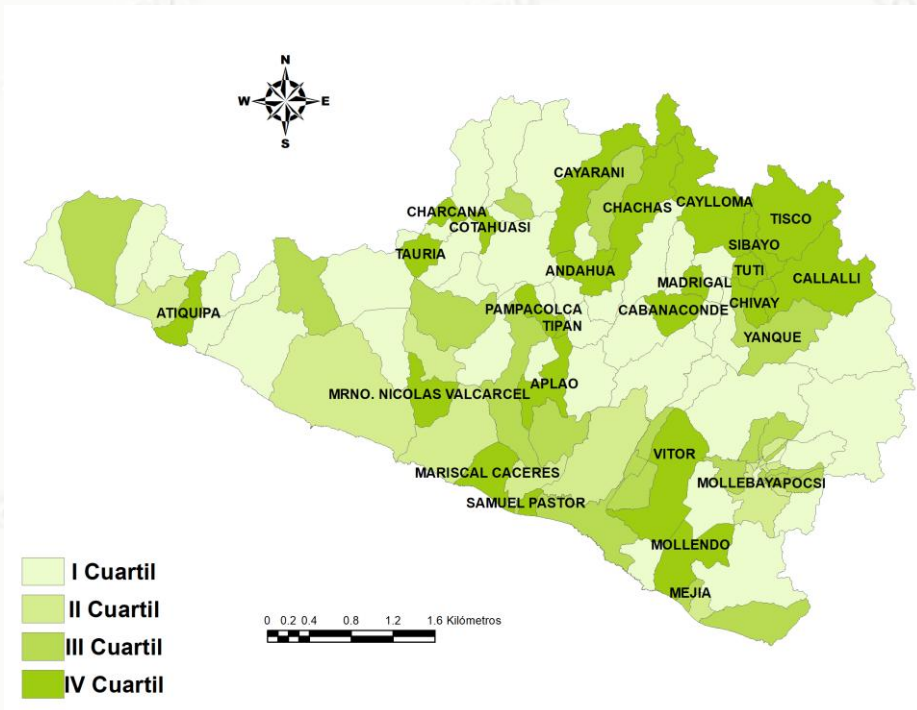 N
W E
S
CAYARANI
CHARCANA
CHACHAS
CAYLLOMA
COTAHUASI
TISCO
SIBAYO
TAURIA
ANDAHUA
TUTI
MADRIGAL
CALLALLI
CHIVAY
PAMPACOLCA
CABANACONDE
ATIQUIPA
TIPAN
YANQUE
APLAO
MRNO. NICOLAS VALCARCEL
VITOR
MARISCAL CACERES
MOLLEBAYAPOCSI
SAMUEL PASTOR
MOLLENDO
MEJIA
I Cuartil
II Cuartil
III Cuartil
IV Cuartil
0 0.2 0.4 0.8 1.2 1.6 Kilómetros